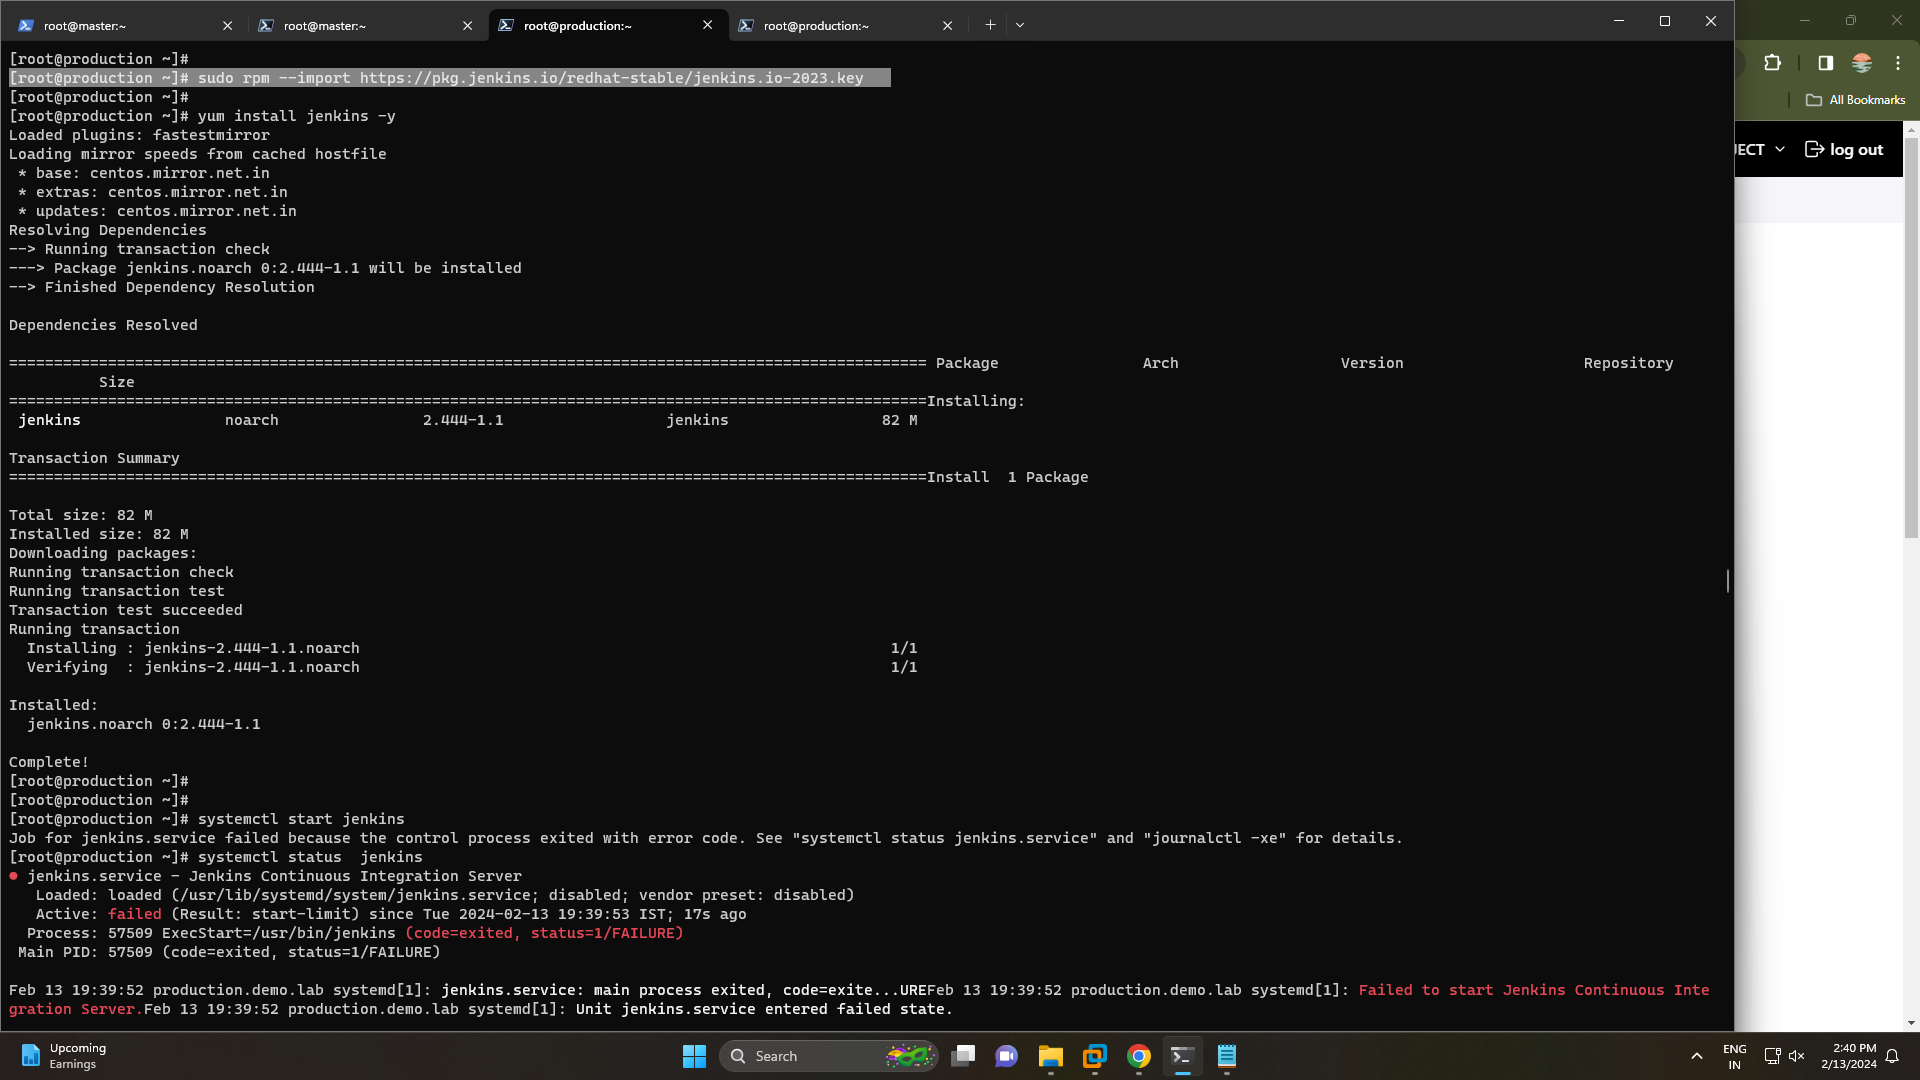 root@master:~
root@master:~
root@production:~
root@production:~
[root@production ~]#
[root@production ~]# sudo rpm --import https://pkg.jenkins.io/redhat-stable/jenkins.io-2023.key
[root@production ~]#
[root@production ~]# yum install jenkins -y
Loaded plugins: fastestmirror
Loading mirror speeds from cached hostfile
* base: centos.mirror.net.in
* extras: centos.mirror.net.in
* updates: centos.mirror.net.in
Resolving Dependencies
--> Running transaction check
---> Package jenkins.noarch 0:2.444-1.1 will be installed
--> Finished Dependency Resolution
Dependencies Resolved
====================================================================================================== Package Arch Version Repository
Size
======================================================================================================Installing:
jenkins noarch 2.444-1.1 jenkins 82 M
Transaction Summary
======================================================================================================Install 1 Package
Total size: 82 M
Installed size: 82 M
Downloading packages:
Running transaction check
Running transaction test
Transaction test succeeded
Running transaction
Installing : jenkins-2.444-1.1.noarch 1/1
Verifying : jenkins-2.444-1.1.noarch 1/1
Installed:
jenkins.noarch 0:2.444-1.1
Complete!
[root@production ~]#
[root@production ~]#
[root@production ~]# systemctl start jenkins
Job for jenkins.service failed because the control process exited with error code. See "systemctl status jenkins.service" and "journalctl -xe" for details.
[root@production ~]# systemctl status  jenkins
● jenkins.service - Jenkins Continuous Integration Server
Loaded: loaded (/usr/lib/systemd/system/jenkins.service; disabled; vendor preset: disabled)
Active: failed (Result: start-limit) since Tue 2024-02-13 19:39:53 IST; 17s ago
Process: 57509 ExecStart=/usr/bin/jenkins (code=exited, status=1/FAILURE)
Main PID: 57509 (code=exited, status=1/FAILURE)
Feb 13 19:39:52 production.demo.lab systemd[1]: jenkins.service: main process exited, code=exite...UREFeb 13 19:39:52 production.demo.lab systemd[1]: Failed to start Jenkins Continuous Inte
gration Server.Feb 13 19:39:52 production.demo.lab systemd[1]: Unit jenkins.service entered failed state.
All Bookmarks
JECT
log out
Upcoming
Earnings
Search
ENG
IN
2:40 PM
2/13/2024